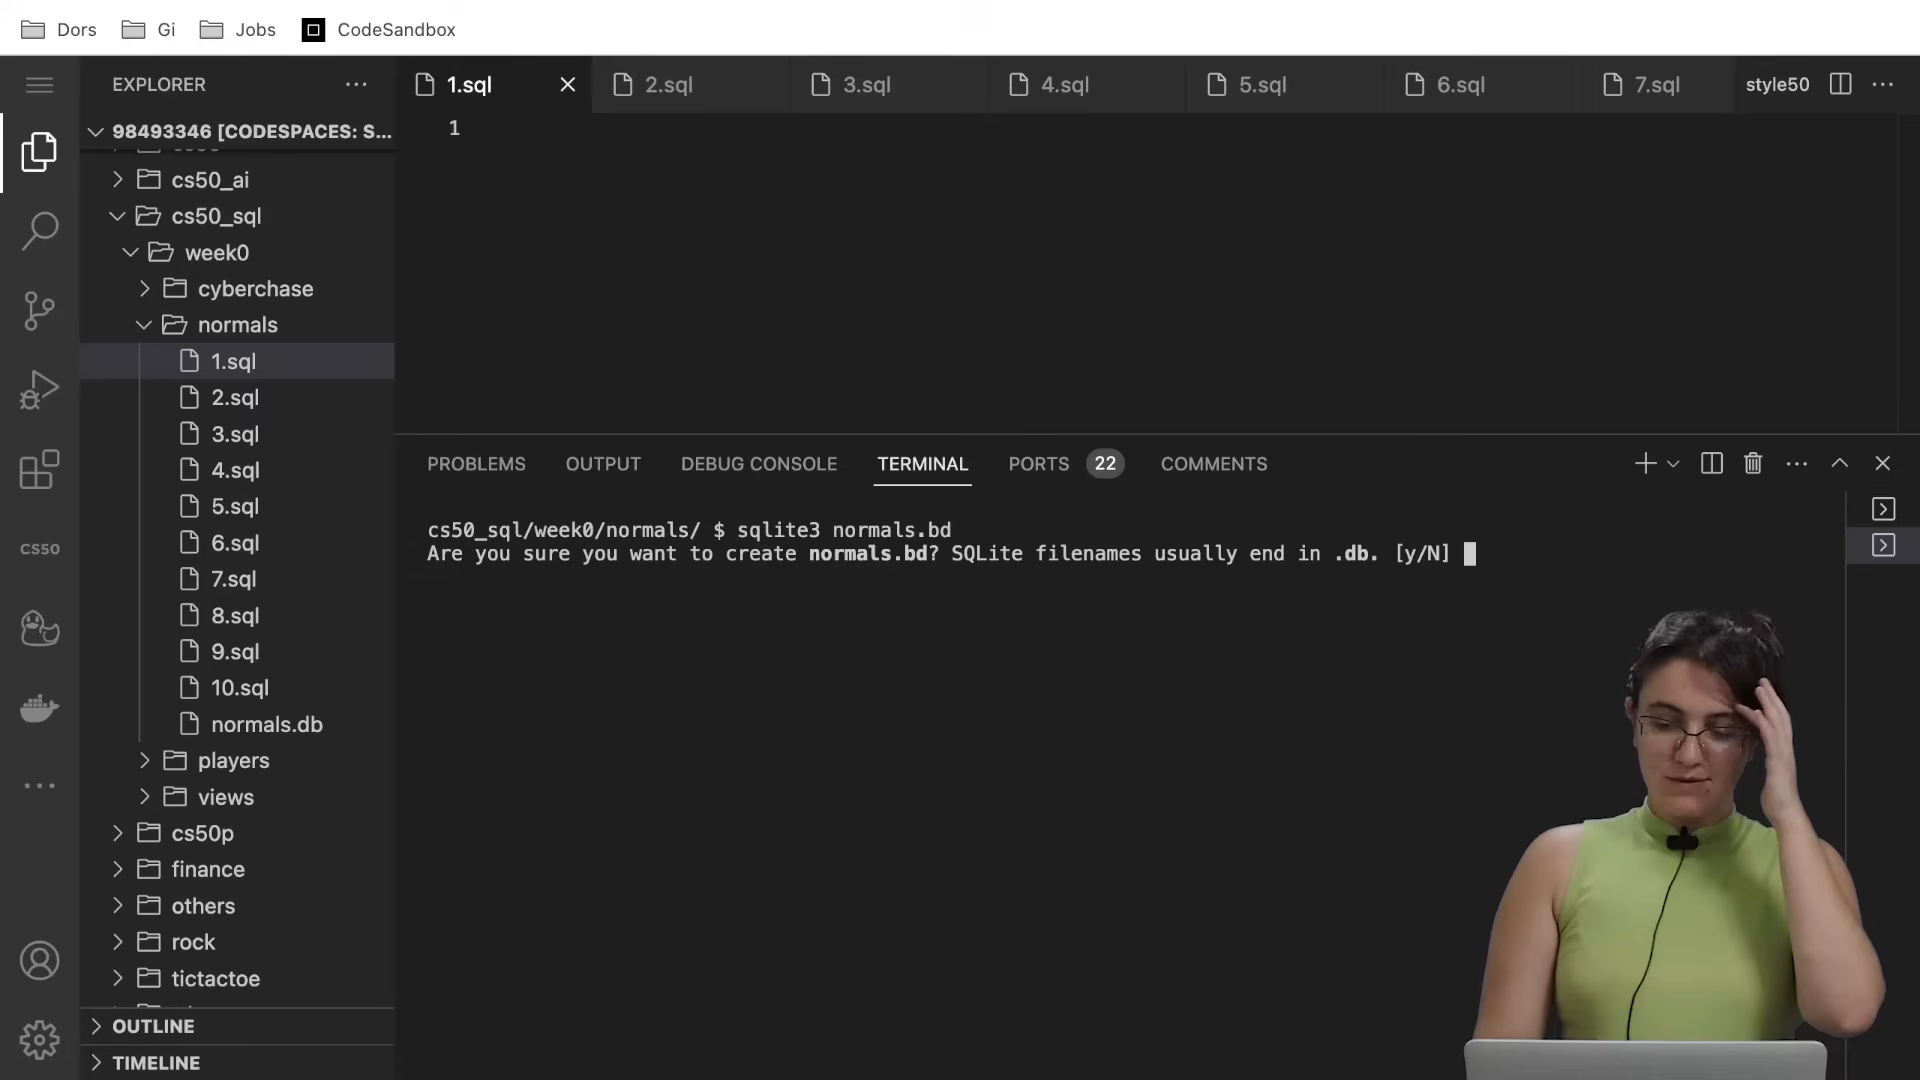 Dors Gi Jobs CodeSandbox
EXPLORER
1.sql 2.sql 3.sql 4.sql 5.sql 6.sql 7.sql style50
98493346 [CODESPACES: S...
1
cs50_ai
cs50_sql
week0
cyberchase
normals
1.sql
2.sql
3.sql
4.sql
5.sql
6.sql
7.sql
8.sql
9.sql
10.sql
normals.db
players
views
cs50p
finance
others
rock
tictactoe
OUTLINE
TIMELINE
CS50
PROBLEMS OUTPUT DEBUG CONSOLE TERMINAL PORTS 22 COMMENTS
cs50_sql/week0/normals/ $ sqlite3 normals.bd
Are you sure you want to create normals.bd? SQLite filenames usually end in .db. [y/N]